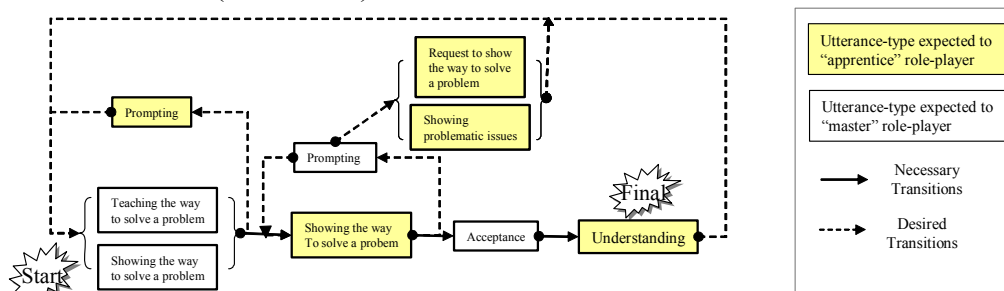 Request to show
the way to solve
a problem
Showing
problematic issues
Prompting
Prompting
Teaching the way
to solve a problem
Showing the way
to solve a problem
Start
Showing the way
To solve a probem
Acceptance
Final
Understanding
Utterance-type expected to
“apprentice” role-player
Utterance-type expected to
“master” role-player
Necessary
Transitions
Desired
Transitions